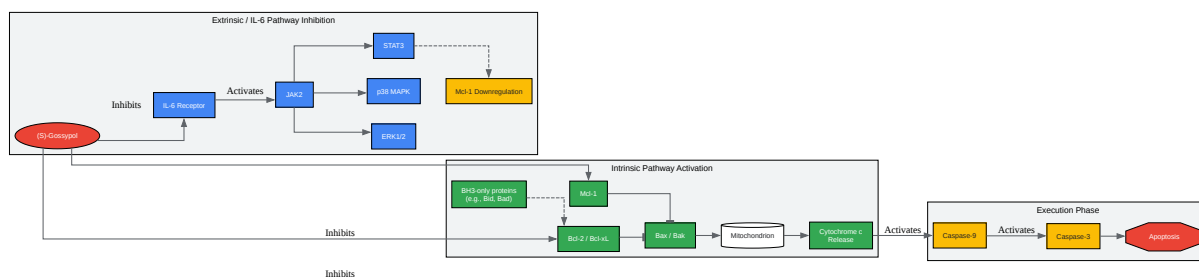 Extrinsic / IL-6 Pathway Inhibition
STAT3
Mcl-1 Downregulation
p38 MAPK
JAK2
Activates
IL-6 Receptor
Inhibits
ERK1/2
(S)-Gossypol
Intrinsic Pathway Activation
BH3-only proteins
(e.g., Bid, Bad)
Mcl-1
Inhibits
Bcl-2 / Bcl-xL
Bax / Bak
Mitochondrion
Cytochrome c
Release
Activates
Execution Phase
Caspase-9
Activates
Caspase-3
Apoptosis
Inhibits